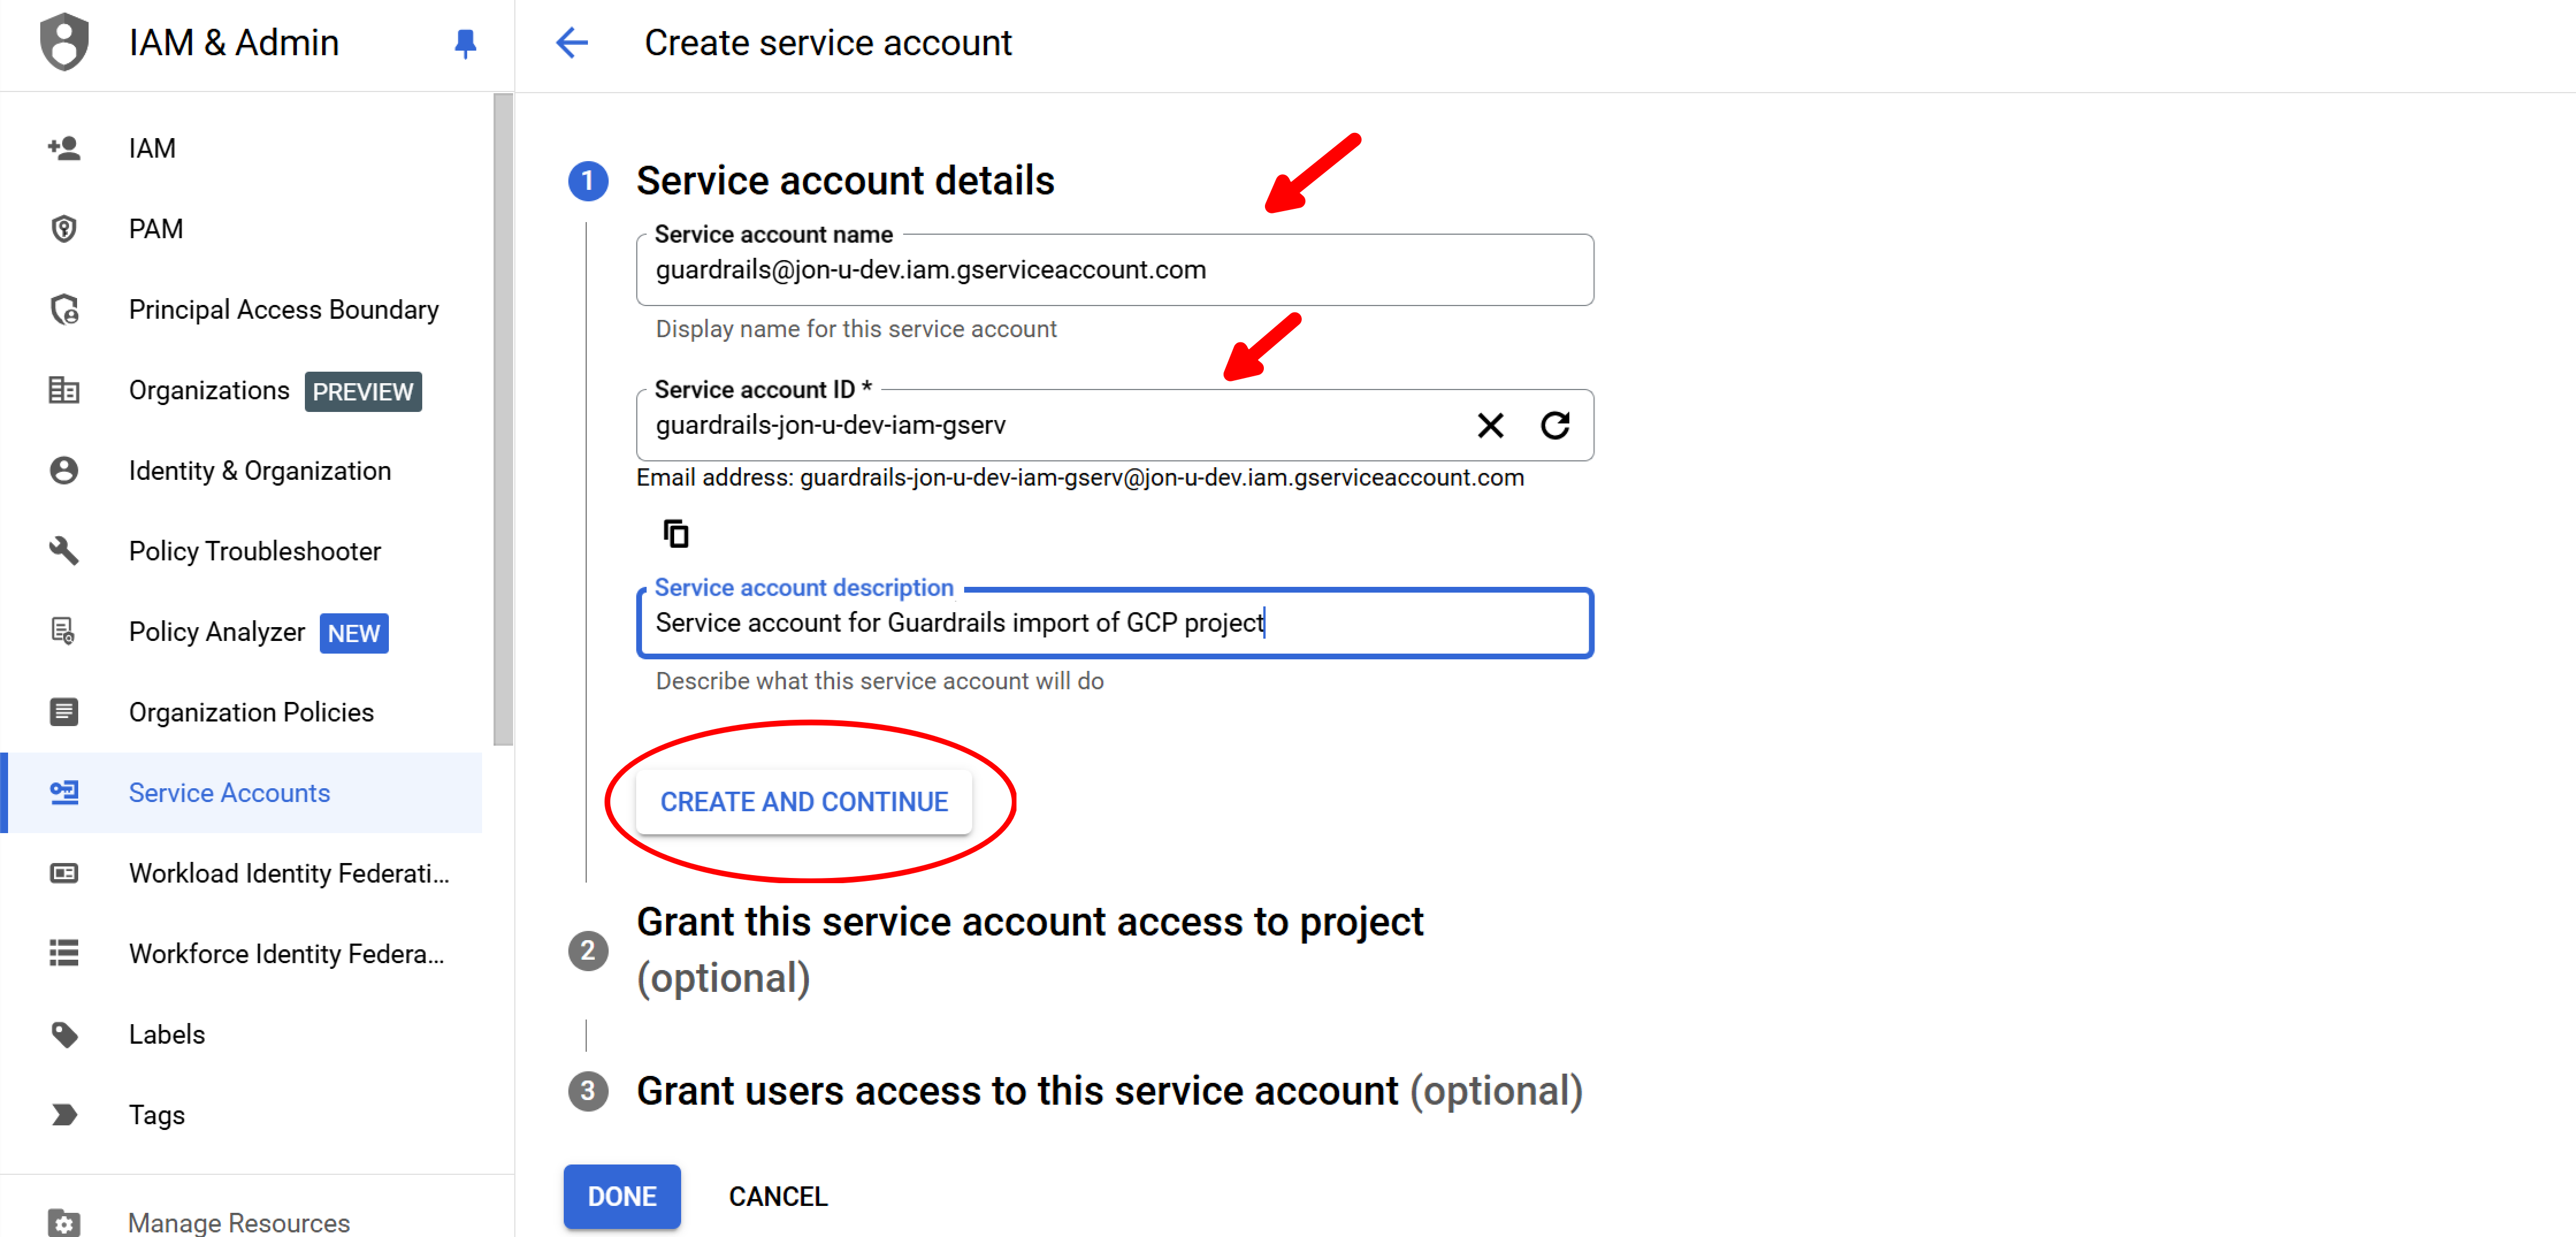 IAM & Admin
Create service account
IAM
PAM
Principal Access Boundary
Organizations PREVIEW
Identity & Organization
Policy Troubleshooter
Policy Analyzer NEW
Organization Policies
Service Accounts
Workload Identity Federati...
Workforce Identity Federa...
Labels
Tags
Manage Resources
1 Service account details
Service account name
guardrails@jon-u-dev.iam.gserviceaccount.com
Display name for this service account
Service account ID *
guardrails-jon-u-dev-iam-gserv
Email address: guardrails-jon-u-dev-iam-gserv@jon-u-dev.iam.gserviceaccount.com
Service account description
Service account for Guardrails import of GCP project
Describe what this service account will do
CREATE AND CONTINUE
2 Grant this service account access to project
(optional)
3 Grant users access to this service account (optional)
DONE CANCEL